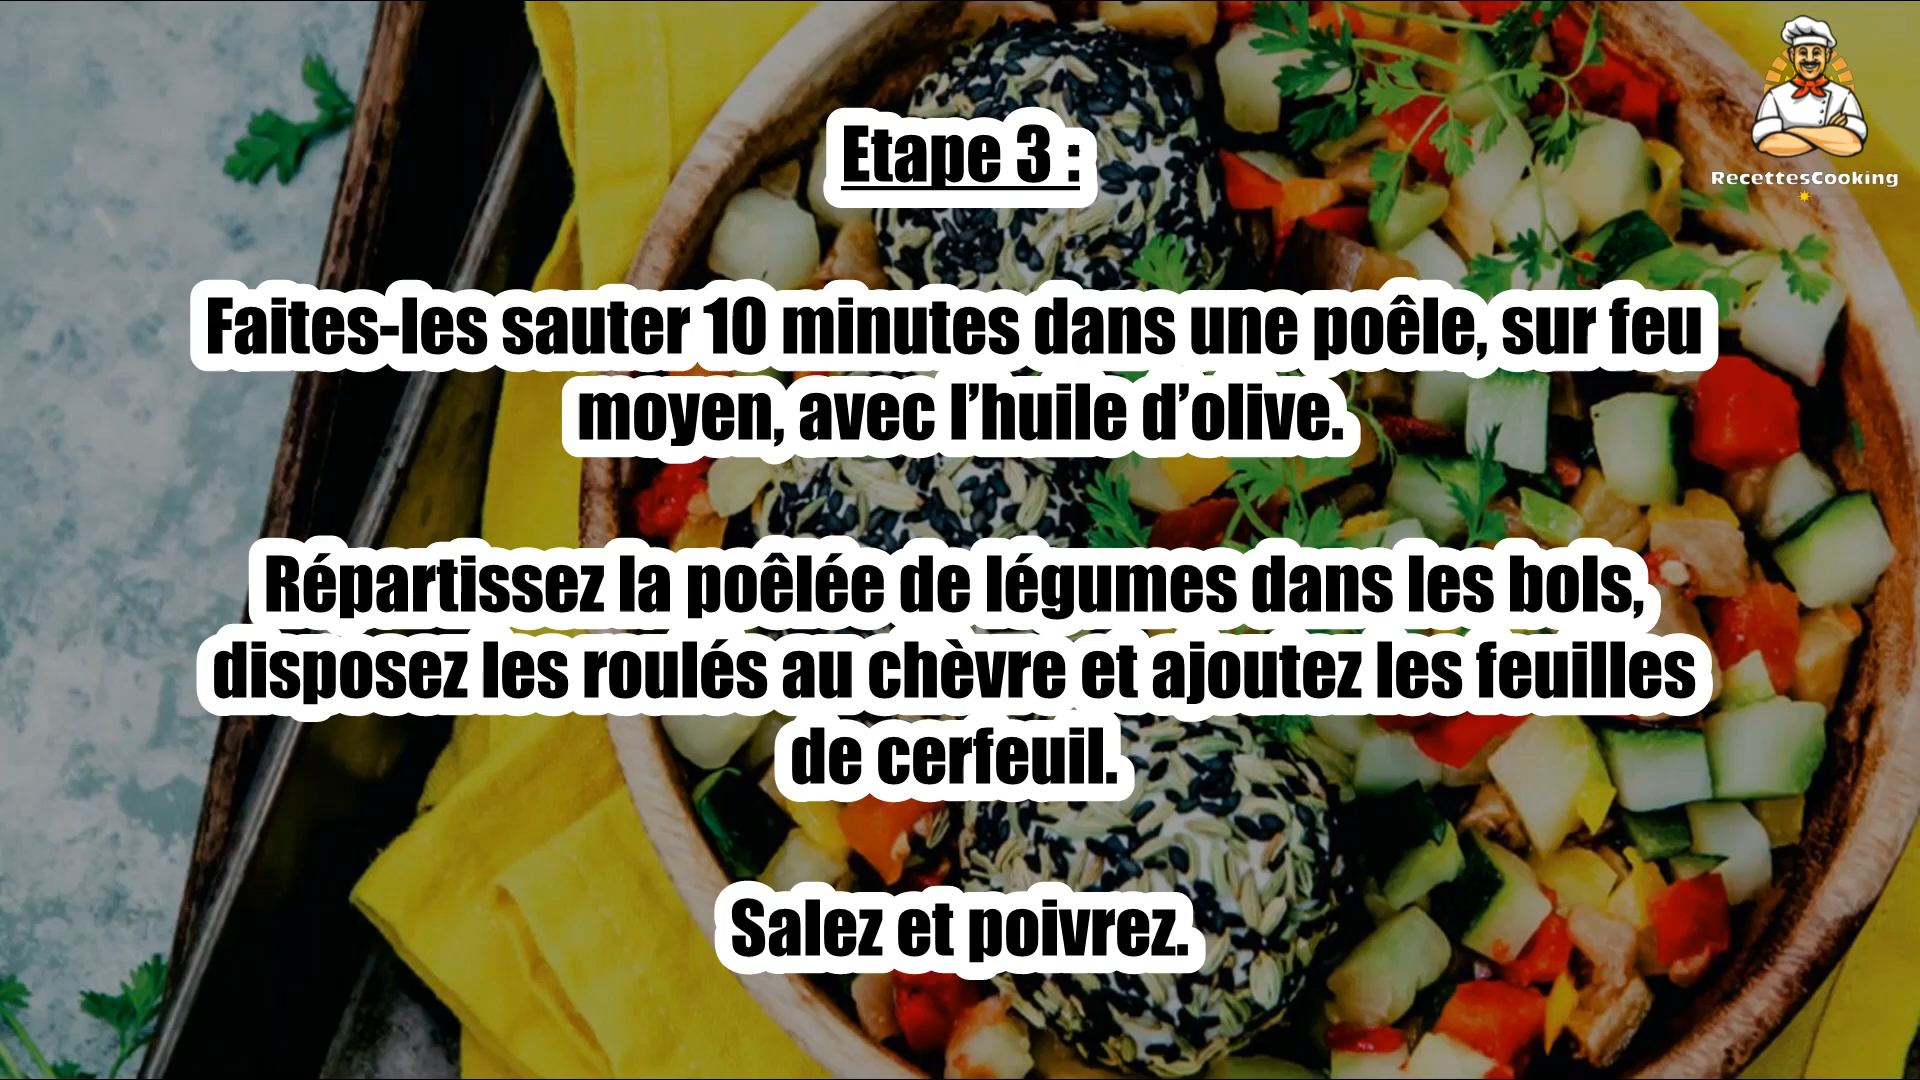 RecettesCooking
Etape 3 :
Faites-les sauter 10 minutes dans une poêle, sur feu
moyen, avec l’huile d’olive.
Répartissez la poêlée de légumes dans les bols,
disposez les roulés au chèvre et ajoutez les feuilles
de cerfeuil.
Salez et poivrez.